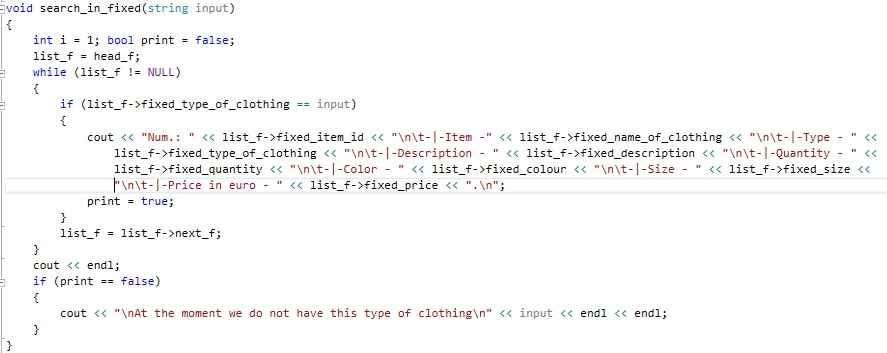 void search_in_fixed(string input)
{
    int i = 1; bool print = false;
    list_f = head_f;
    while (list_f != NULL)
    {
        if (list_f->fixed_type_of_clothing == input)
        {
            cout << "Num.: " << list_f->fixed_item_id << "\n\t-|-Item -" << list_f->fixed_name_of_clothing << "\n\t-|-Type - " <<
                list_f->fixed_type_of_clothing << "\n\t-|-Description - " << list_f->fixed_description << "\n\t-|-Quantity - " <<
                list_f->fixed_quantity << "\n\t-|-Color - " << list_f->fixed_colour << "\n\t-|-Size - " << list_f->fixed_size <<
                "\n\t-|-Price in euro - " << list_f->fixed_price << ".\n";
            print = true;
        }
        list_f = list_f->next_f;
    }
    cout << endl;
    if (print == false)
    {
        cout << "\nAt the moment we do not have this type of clothing\n" << input << endl << endl;
    }
}